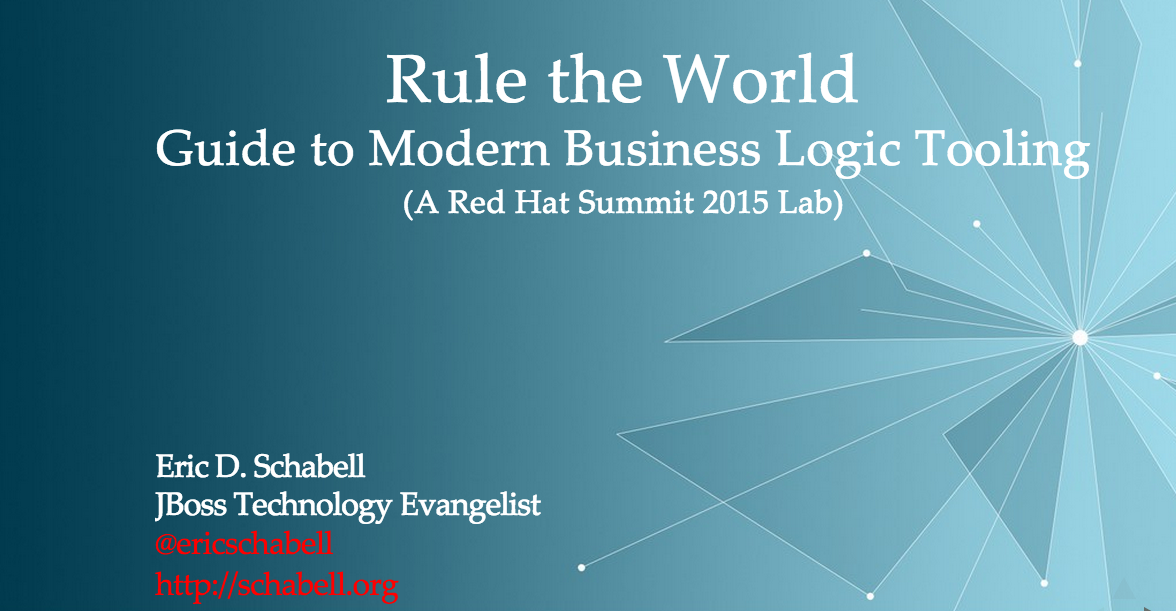 Rule the World
Guide to Modern Business Logic Tooling
(A Red Hat Summit 2015 Lab)
Eric D. Schabell
JBoss Technology Evangelist
@ericschabell
http://schabell.org